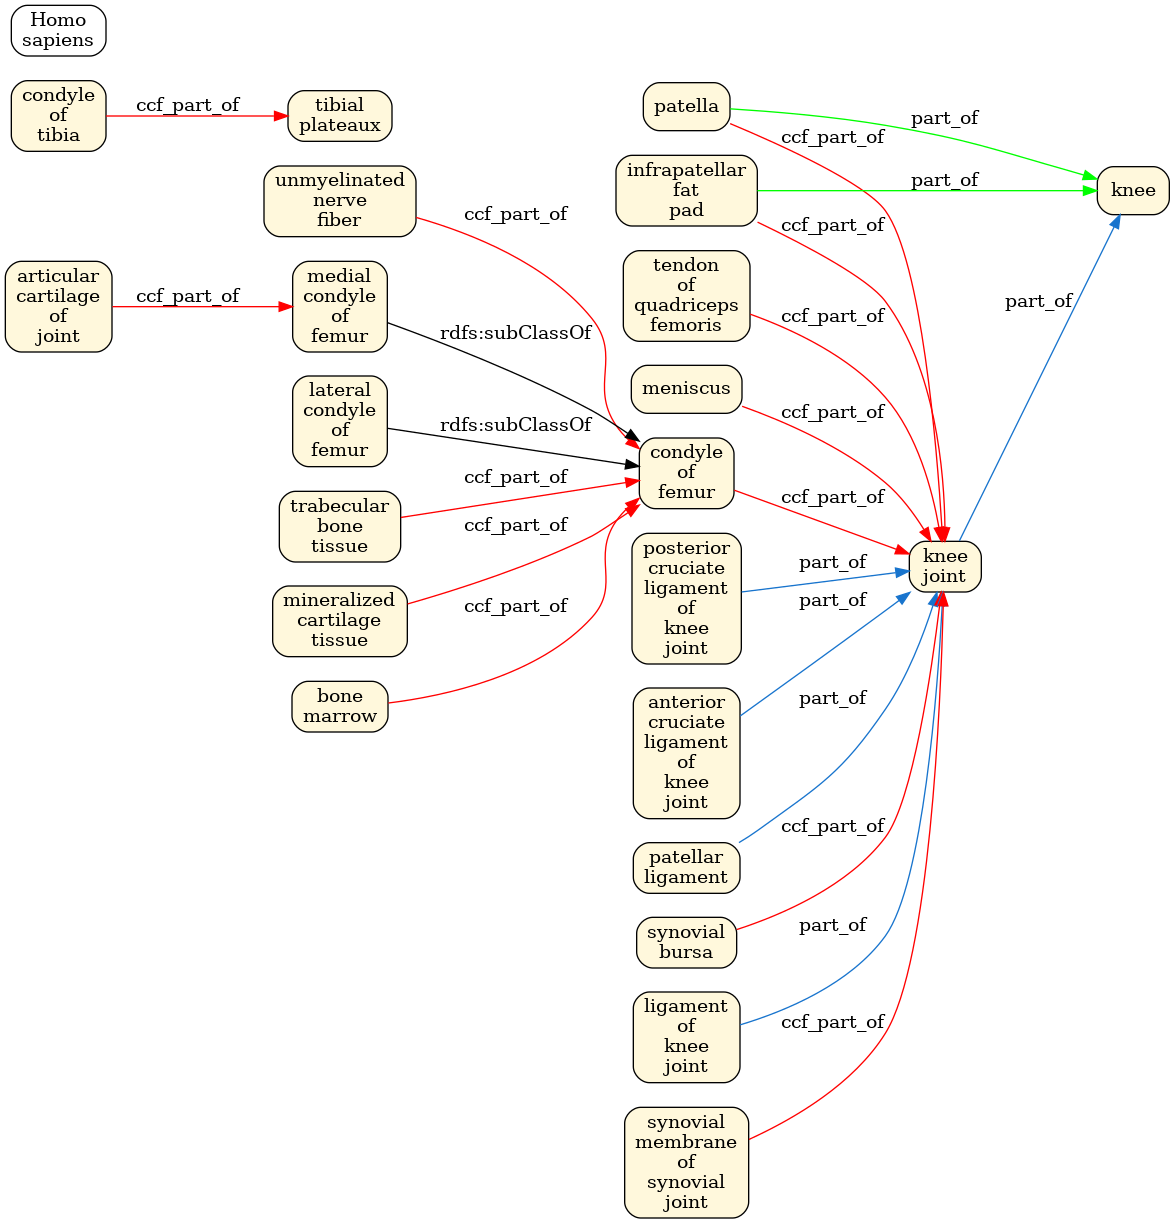 Homo
sapiens
condyle
of
tibia
ccf_part_of
tibial
plateaux
articular
cartilage
of
joint
ccf_part_of
unmyelinated
nerve
fiber
ccf_part_of
medial
condyle
of
femur
rdfs:subClassOf
lateral
condyle
of
femur
rdfs:subClassOf
trabecular
bone
tissue
ccf_part_of
mineralized
cartilage
tissue
ccf_part_of
bone
marrow
ccf_part_of
patella
part_of
ccf_part_of
infrapatellar
fat
pad
part_of
ccf_part_of
tendon
of
quadriceps
femoris
ccf_part_of
meniscus
ccf_part_of
condyle
of
femur
ccf_part_of
posterior
cruciate
ligament
of
knee
joint
part_of
anterior
cruciate
ligament
of
knee
joint
part_of
patellar
ligament
part_of
synovial
bursa
ccf_part_of
ligament
of
knee
joint
part_of
synovial
membrane
of
synovial
joint
ccf_part_of
knee
joint
part_of
knee